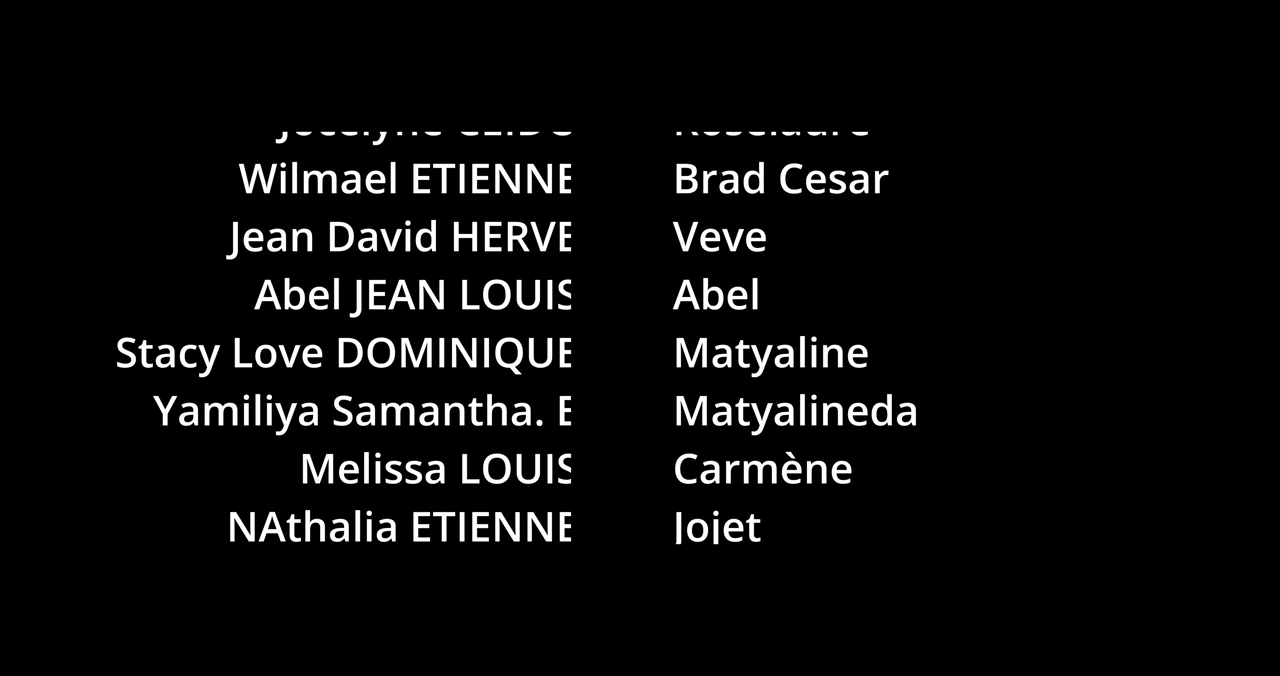 Wilmael ETIENNE Brad Cesar
Jean David HERVE Veve
Abel JEAN LOUIS Abel
Stacy Love DOMINIQUE Matyaline
Yamiliya Samantha. E Matyalineda
Melissa LOUIS Carmène
NAthalia ETIENNE Jojet